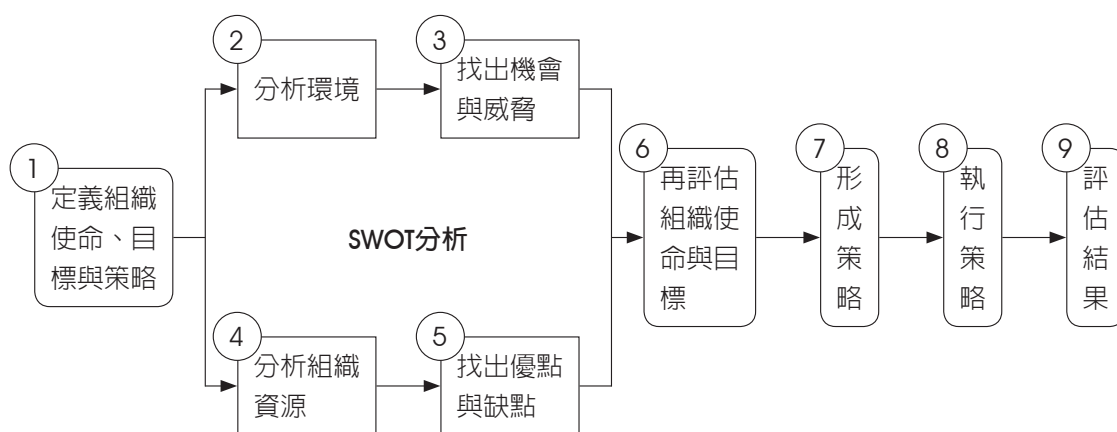 1
定義組織
使命、目
標與策略
2
分析環境
3
找出機會
與威脅
SWOT分析
4
分析組織
資源
5
找出優點
與缺點
6
再評估
組織使
命與目
標
7
形
成
策
略
8
執
行
策
略
9
評
估
結
果